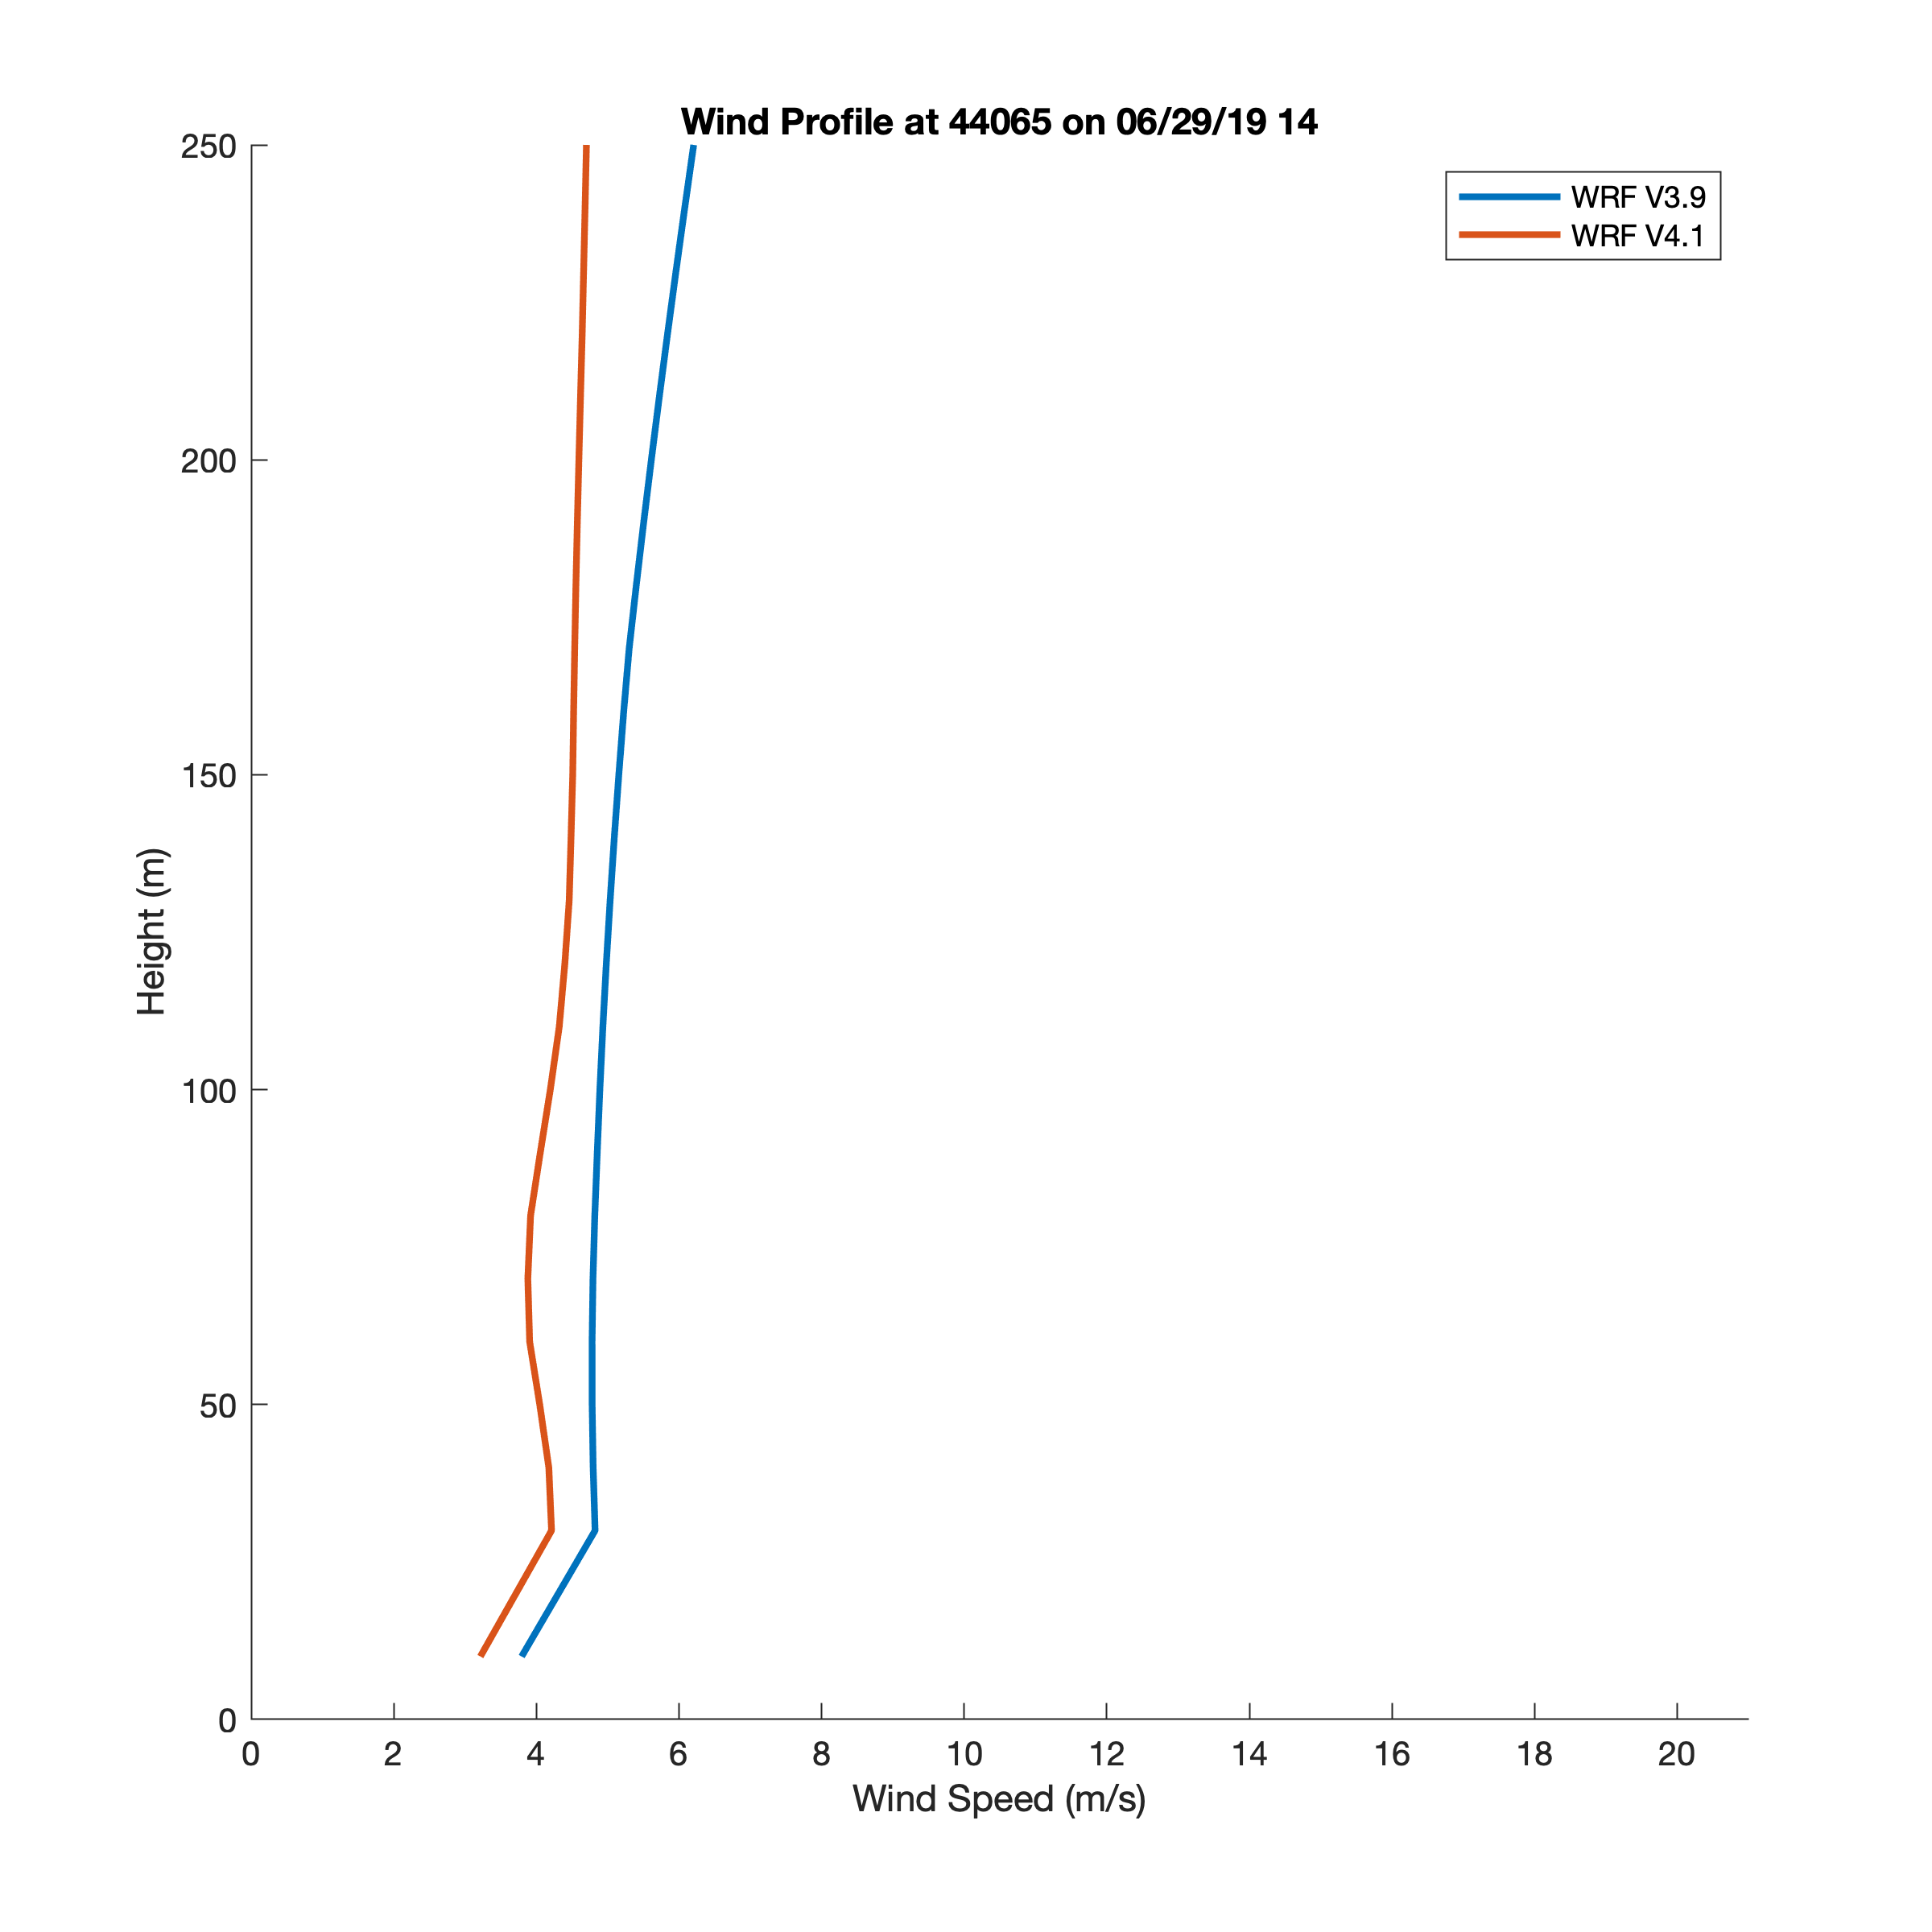 Wind Profile at 44065 on 06/29/19 14
WRF V3.9
WRF V4.1
250
200
150
100
50
0
Height (m)
0 2 4 6 8 10 12 14 16 18 20
Wind Speed (m/s)